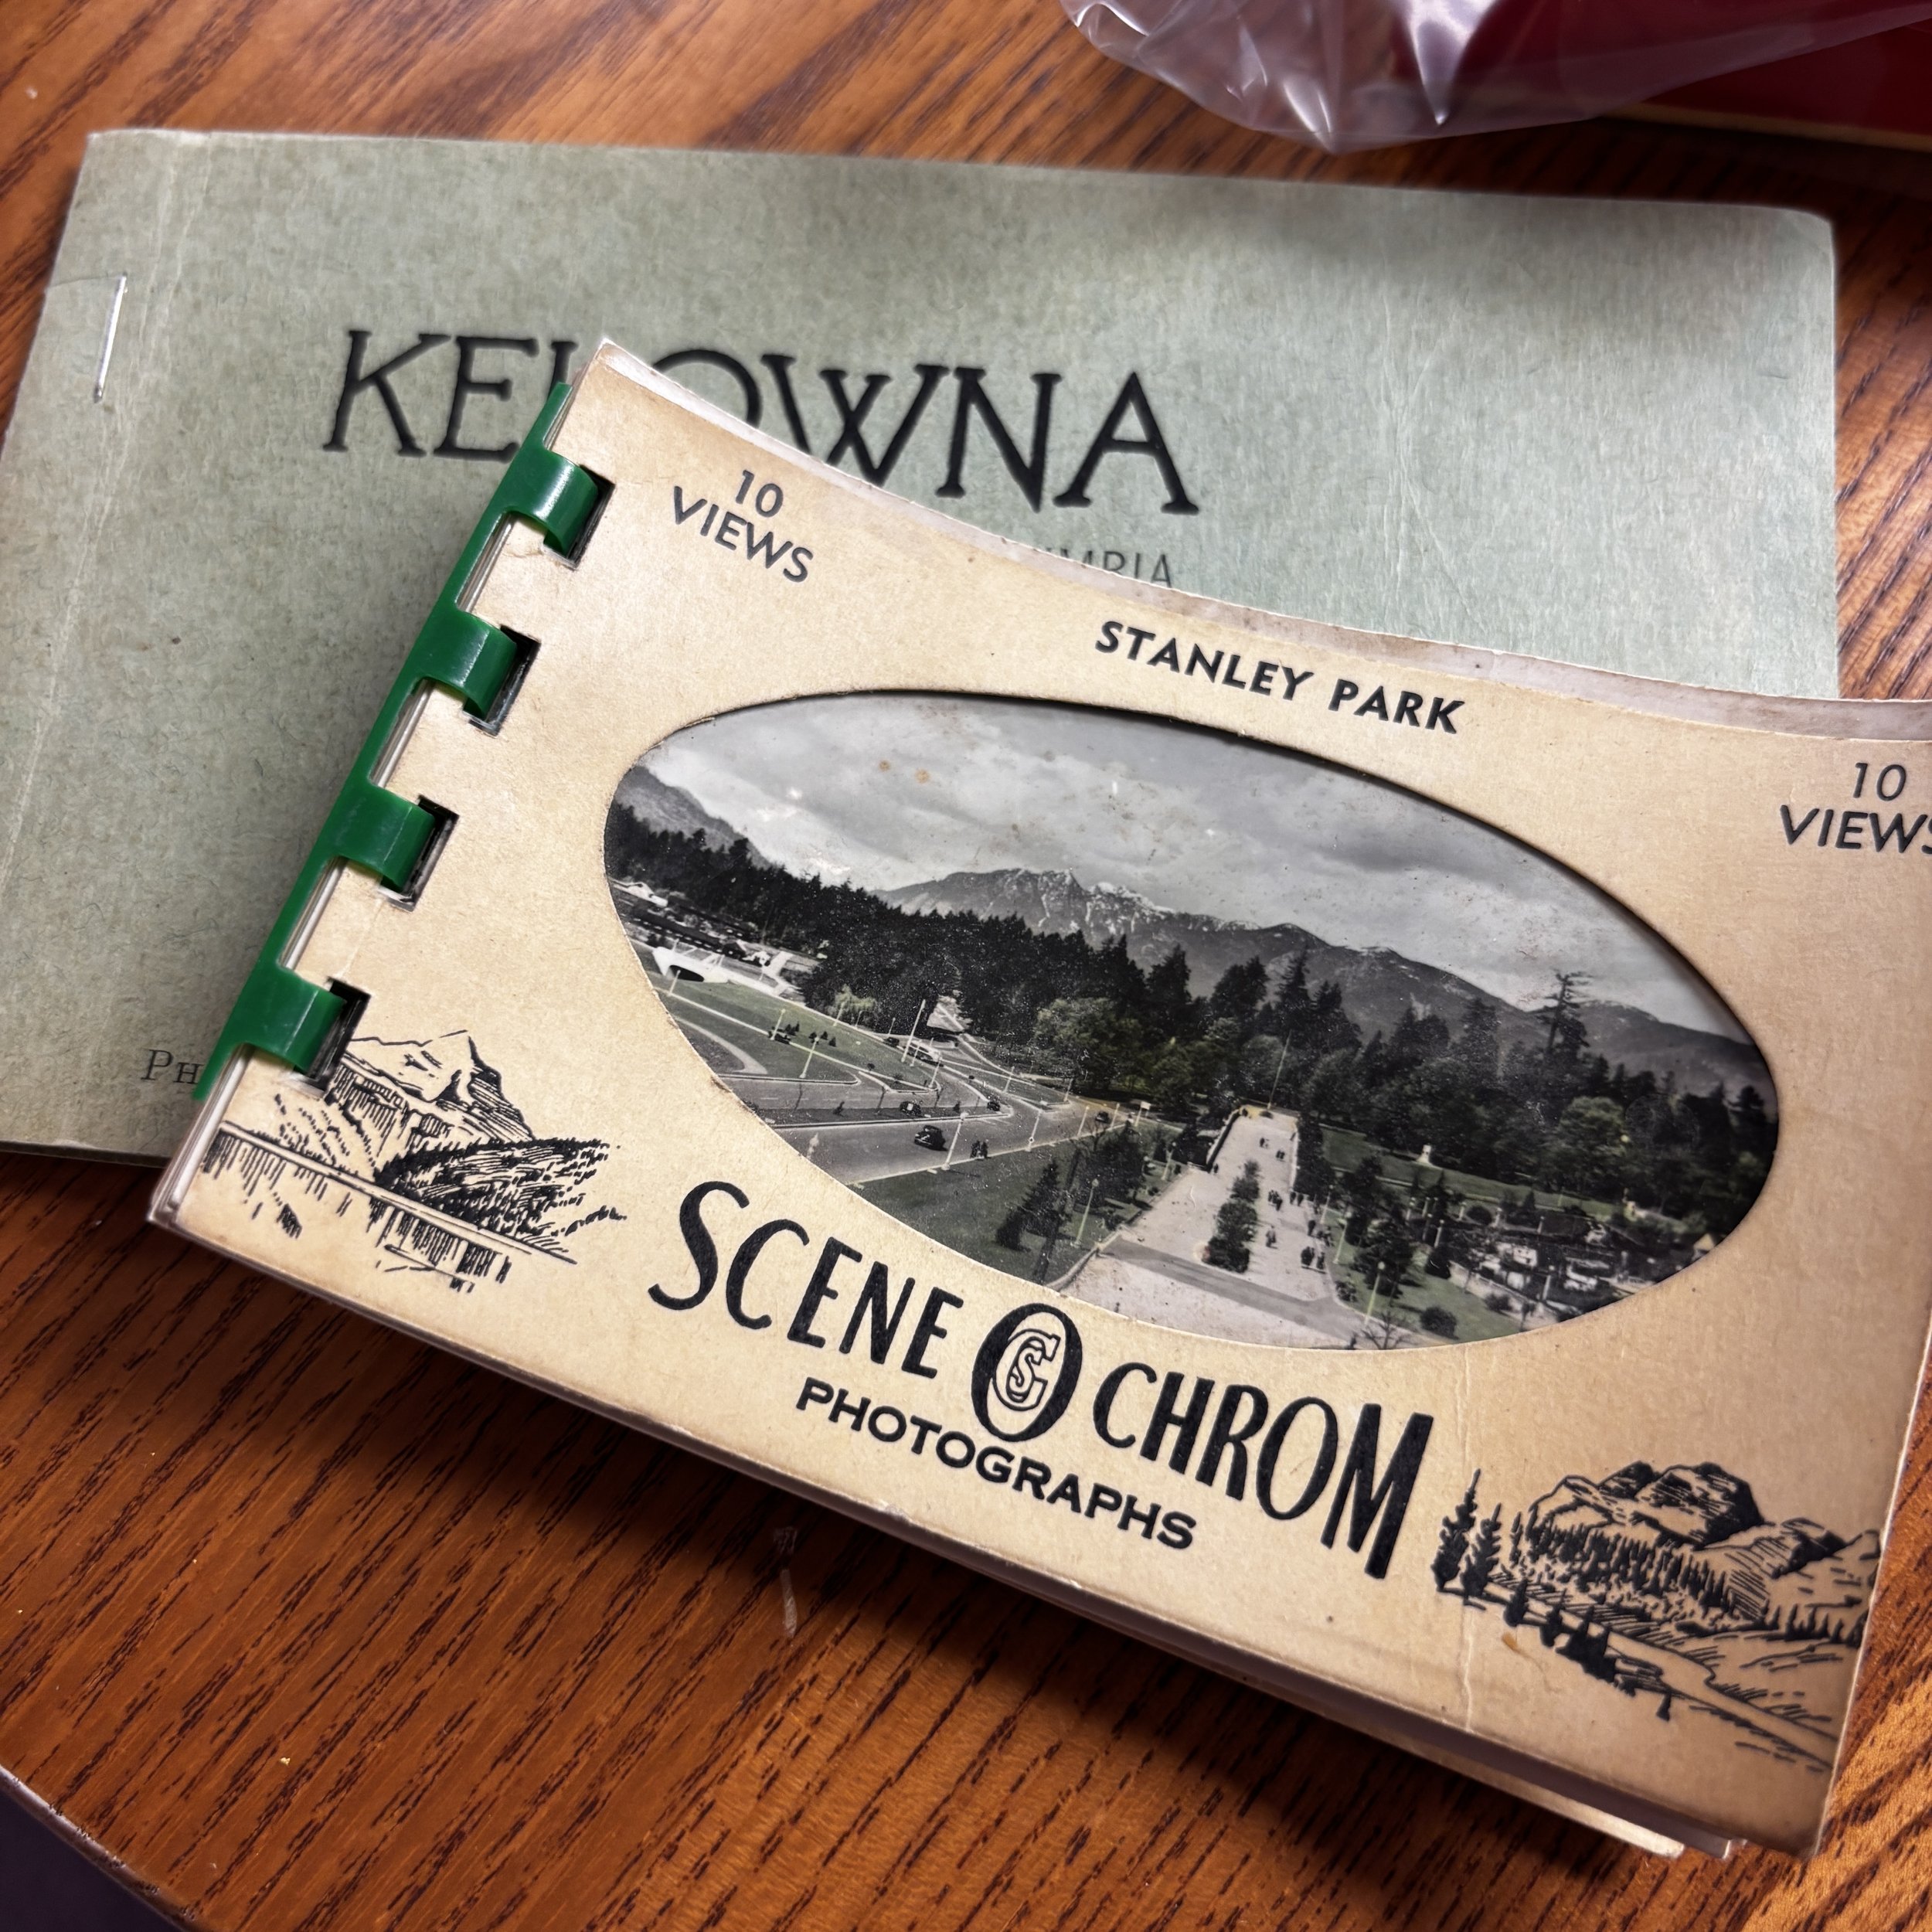 KELOWNA
10
VIEWS
STANLEY PARK
10
VIEWS
SCENE O CHROM
PHOTOGRAPHS